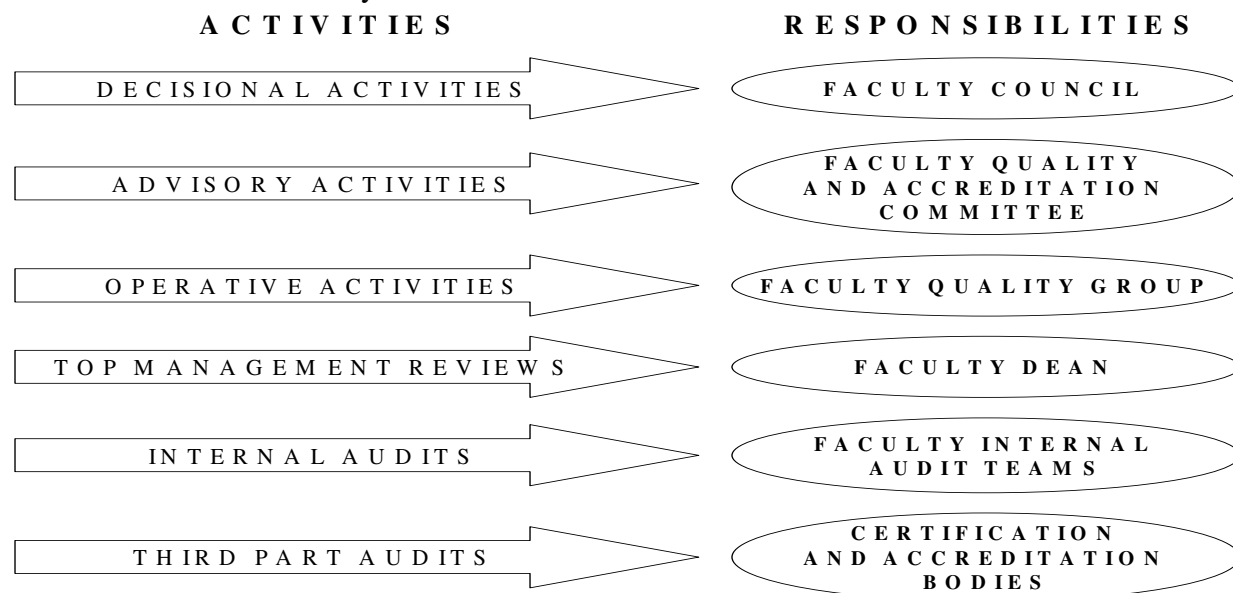 ACTIVITIES RESPONSIBILITIES
DECISIONAL ACTIVITIES FACULTY COUNCIL
ADVISORY ACTIVITIES FACULTY QUALITY
AND ACCREDITATION
COMMITTEE
OPERATIVE ACTIVITIES FACULTY QUALITY GROUP
TOP MANAGEMENT REVIEWS FACULTY DEAN
INTERNAL AUDITS FACULTY INTERNAL
AUDIT TEAMS
THIRD PART AUDITS CERTIFICATION
AND ACCREDITATION
BODIES